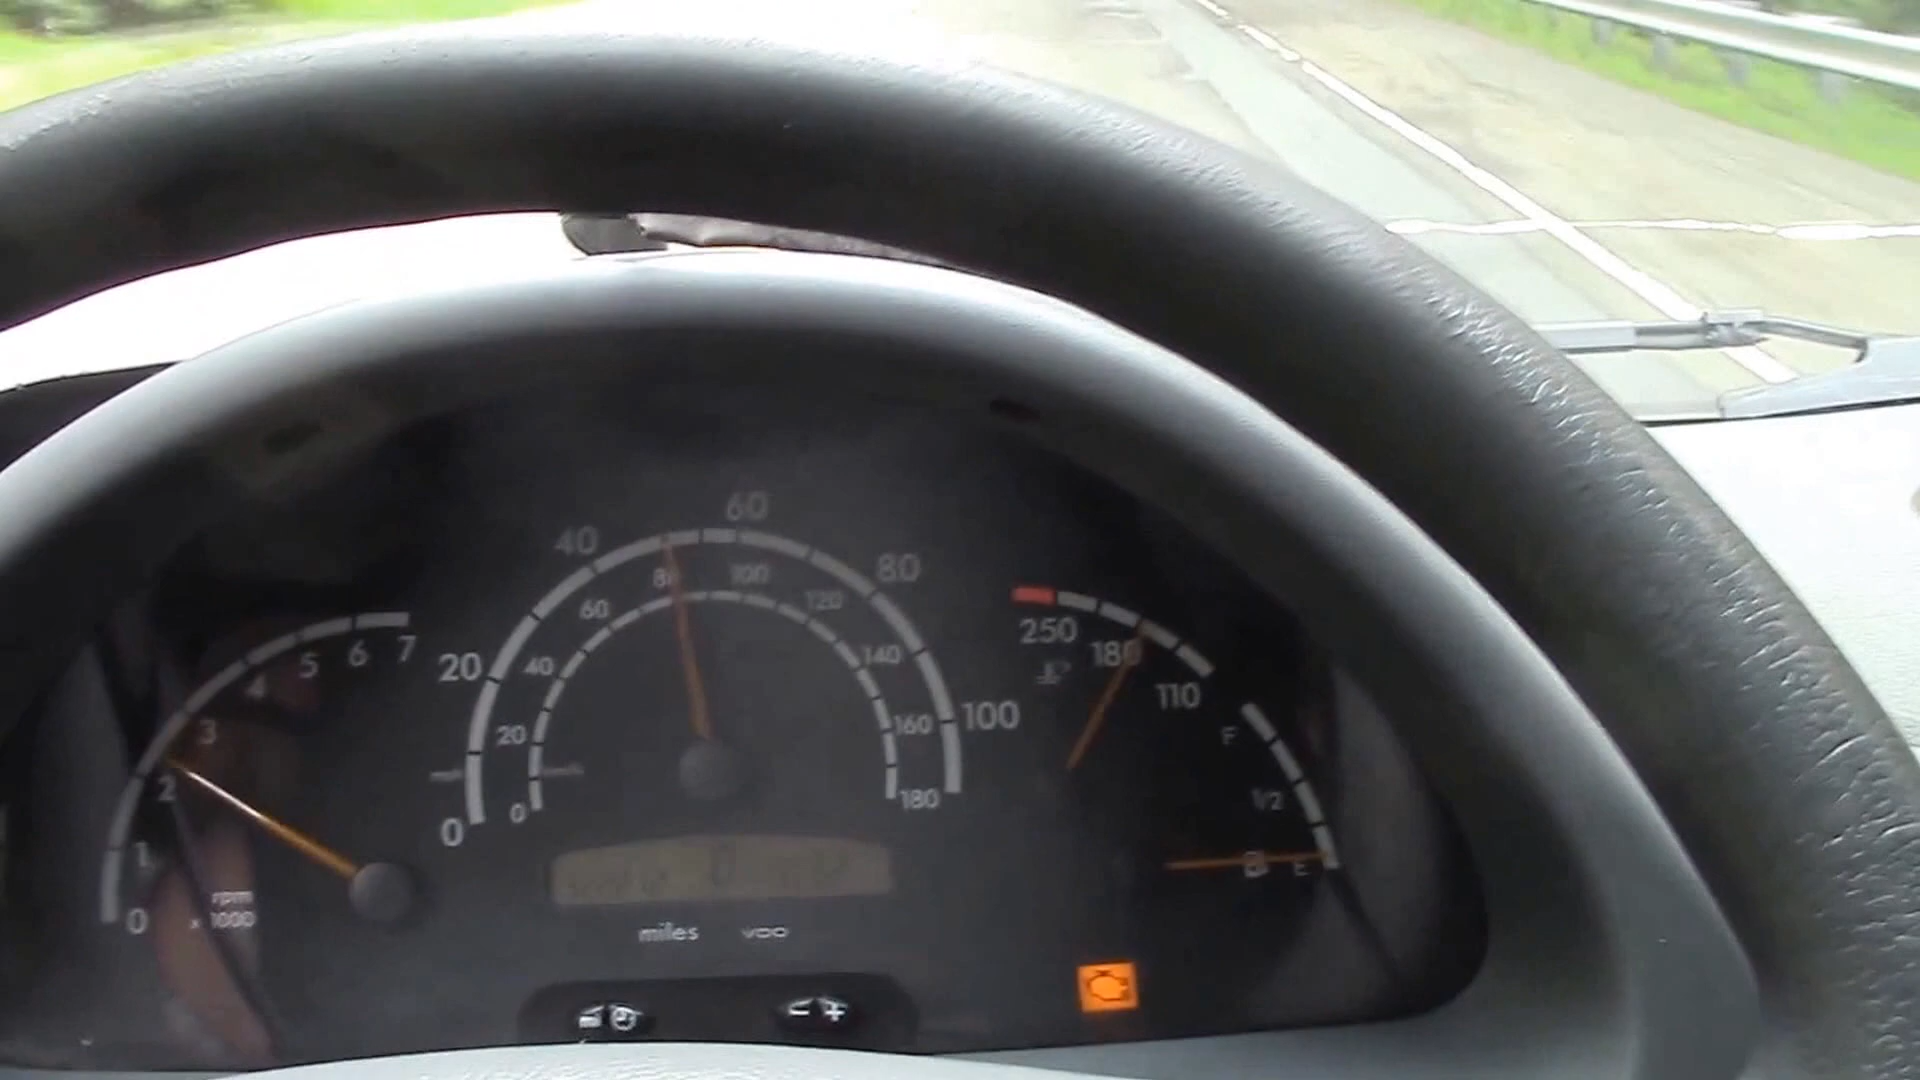 0 1 2 3 4 5 6 7
rpm
x 1000
0 20 40 60 80 100
0 20 40 60 80 100 120 140 160 180
miles VDO
250 180 110
F 1/2 E